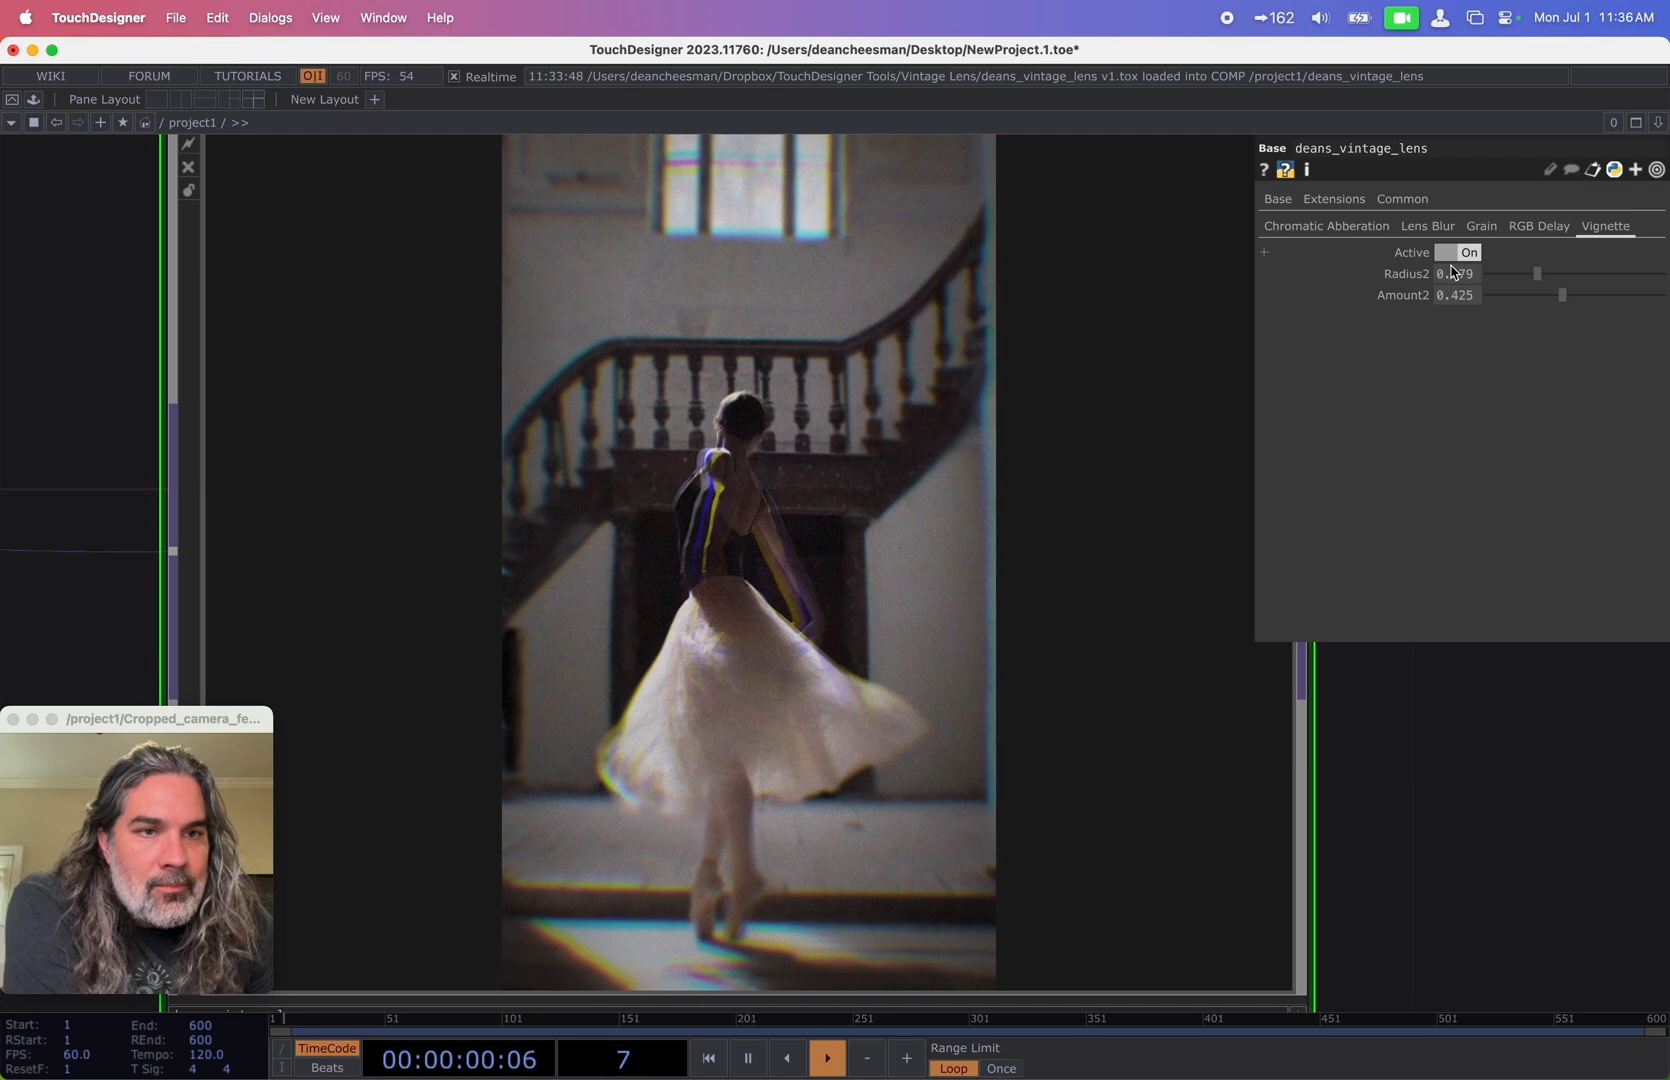 TouchDesigner File Edit Dialogs View Window Help 162 Mon Jul 1 11:36 AM
TouchDesigner 2023.11760: /Users/deancheesman/Desktop/NewProject.1.toe*
WIKI FORUM TUTORIALS O|I 60 FPS: 54 Realtime 11:33:48 /Users/deancheesman/Dropbox/TouchDesigner Tools/Vintage Lens/deans_vintage_lens v1.tox loaded into COMP /project1/deans_vintage_lens
Pane Layout New Layout +
/ project1 / >> 0
Base deans_vintage_lens
? ? i
Base Extensions Common
Chromatic Abberation Lens Blur Grain RGB Delay Vignette
+ Active On
Radius2
Amount2 0.425
/project1/Cropped_camera_fe...
1 51 101 151 201 251 301 351 401 451 501 551 600
Start: 1 End: 600
RStart: 1 REnd: 600
FPS: 60.0 Tempo: 120.0
ResetF: 1 T Sig: 4 4
TimeCode
Beats
00:00:00:06 7
- +
Range Limit
Loop Once